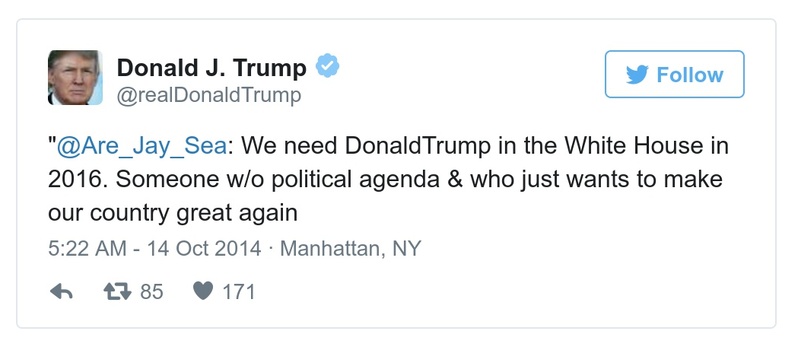 Donald J. Trump
Follow
@realDonaldTrump
"@Are_Jay_Sea: We need DonaldTrump in the White House in
2016. Someone w/o political agenda & who just wants to make
our country great again
5:22 AM - 14 Oct 2014 · Manhattan, NY
85 171